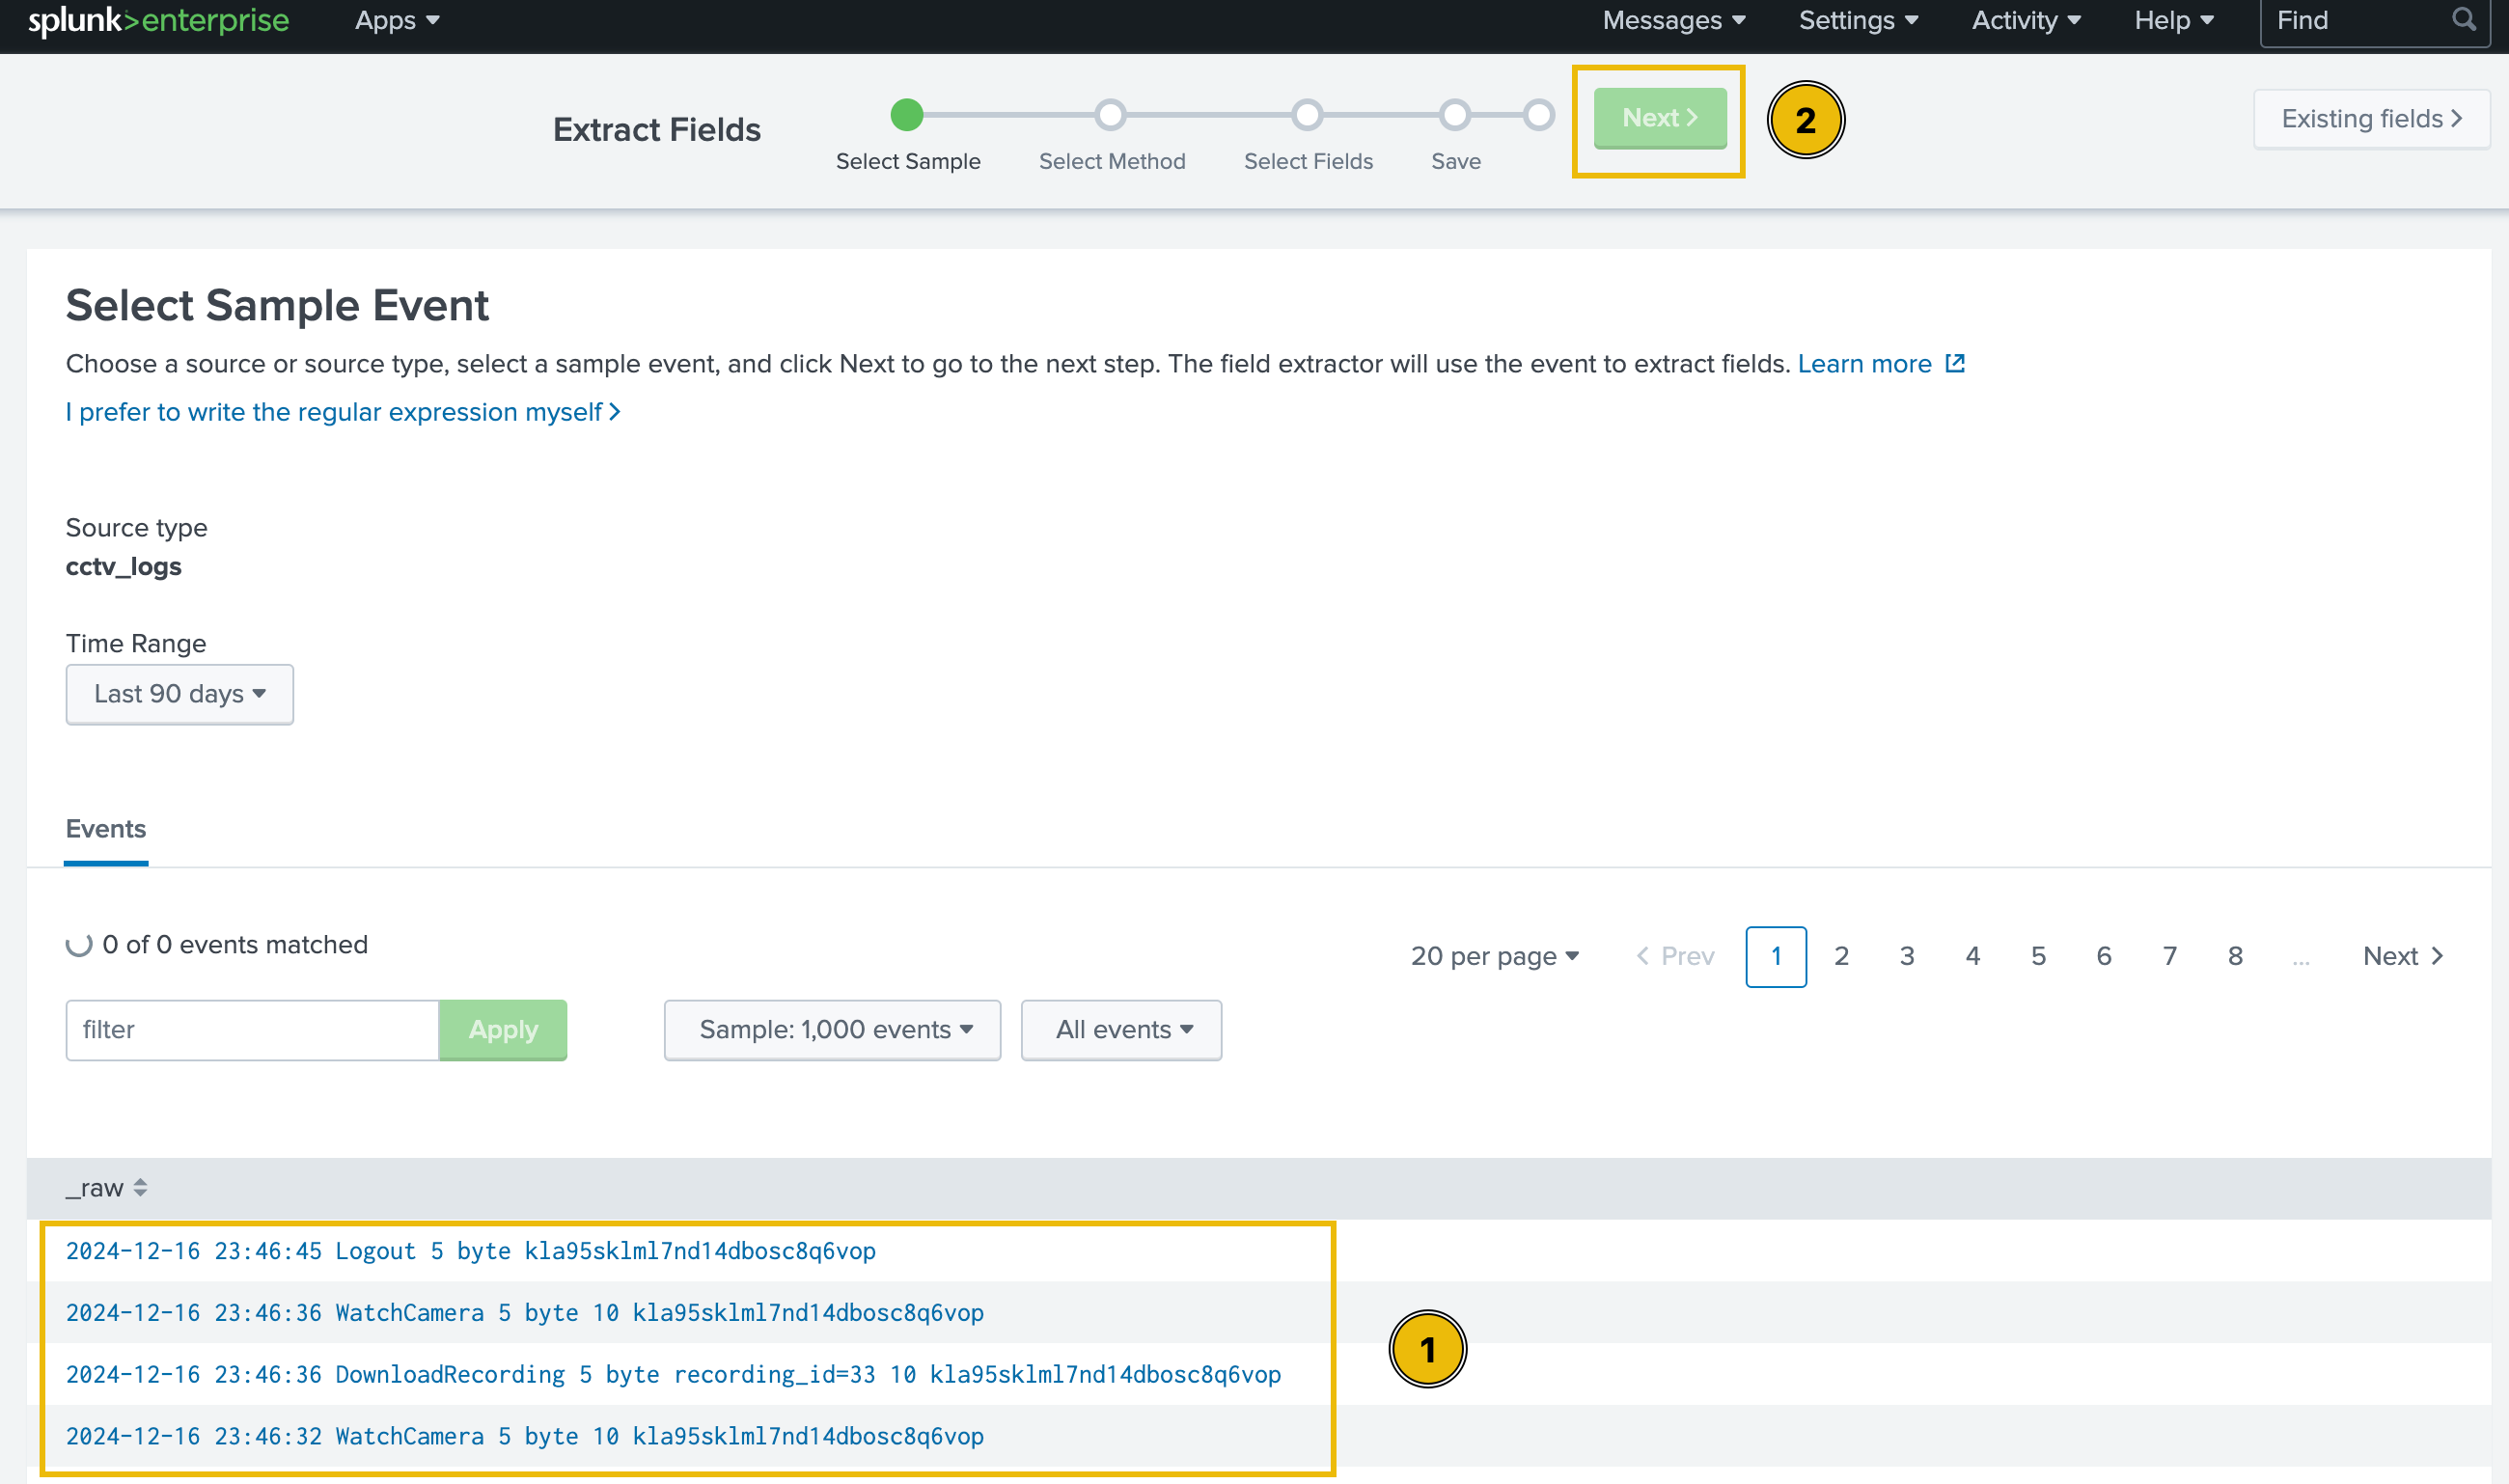 splunk>enterprise Apps Messages Settings Activity Help Find
Extract Fields
Select Sample Select Method Select Fields Save
Next >
2
Existing fields >
Select Sample Event
Choose a source or source type, select a sample event, and click Next to go to the next step. The field extractor will use the event to extract fields. Learn more
I prefer to write the regular expression myself >
Source type
cctv_logs
Time Range
Last 90 days
Events
0 of 0 events matched
20 per page < Prev 1 2 3 4 5 6 7 8 ... Next >
filter Apply Sample: 1,000 events All events
_raw
2024-12-16 23:46:45 Logout 5 byte kla95sklml7nd14dbosc8q6vop
2024-12-16 23:46:36 WatchCamera 5 byte 10 kla95sklml7nd14dbosc8q6vop
1
2024-12-16 23:46:36 DownloadRecording 5 byte recording_id=33 10 kla95sklml7nd14dbosc8q6vop
2024-12-16 23:46:32 WatchCamera 5 byte 10 kla95sklml7nd14dbosc8q6vop